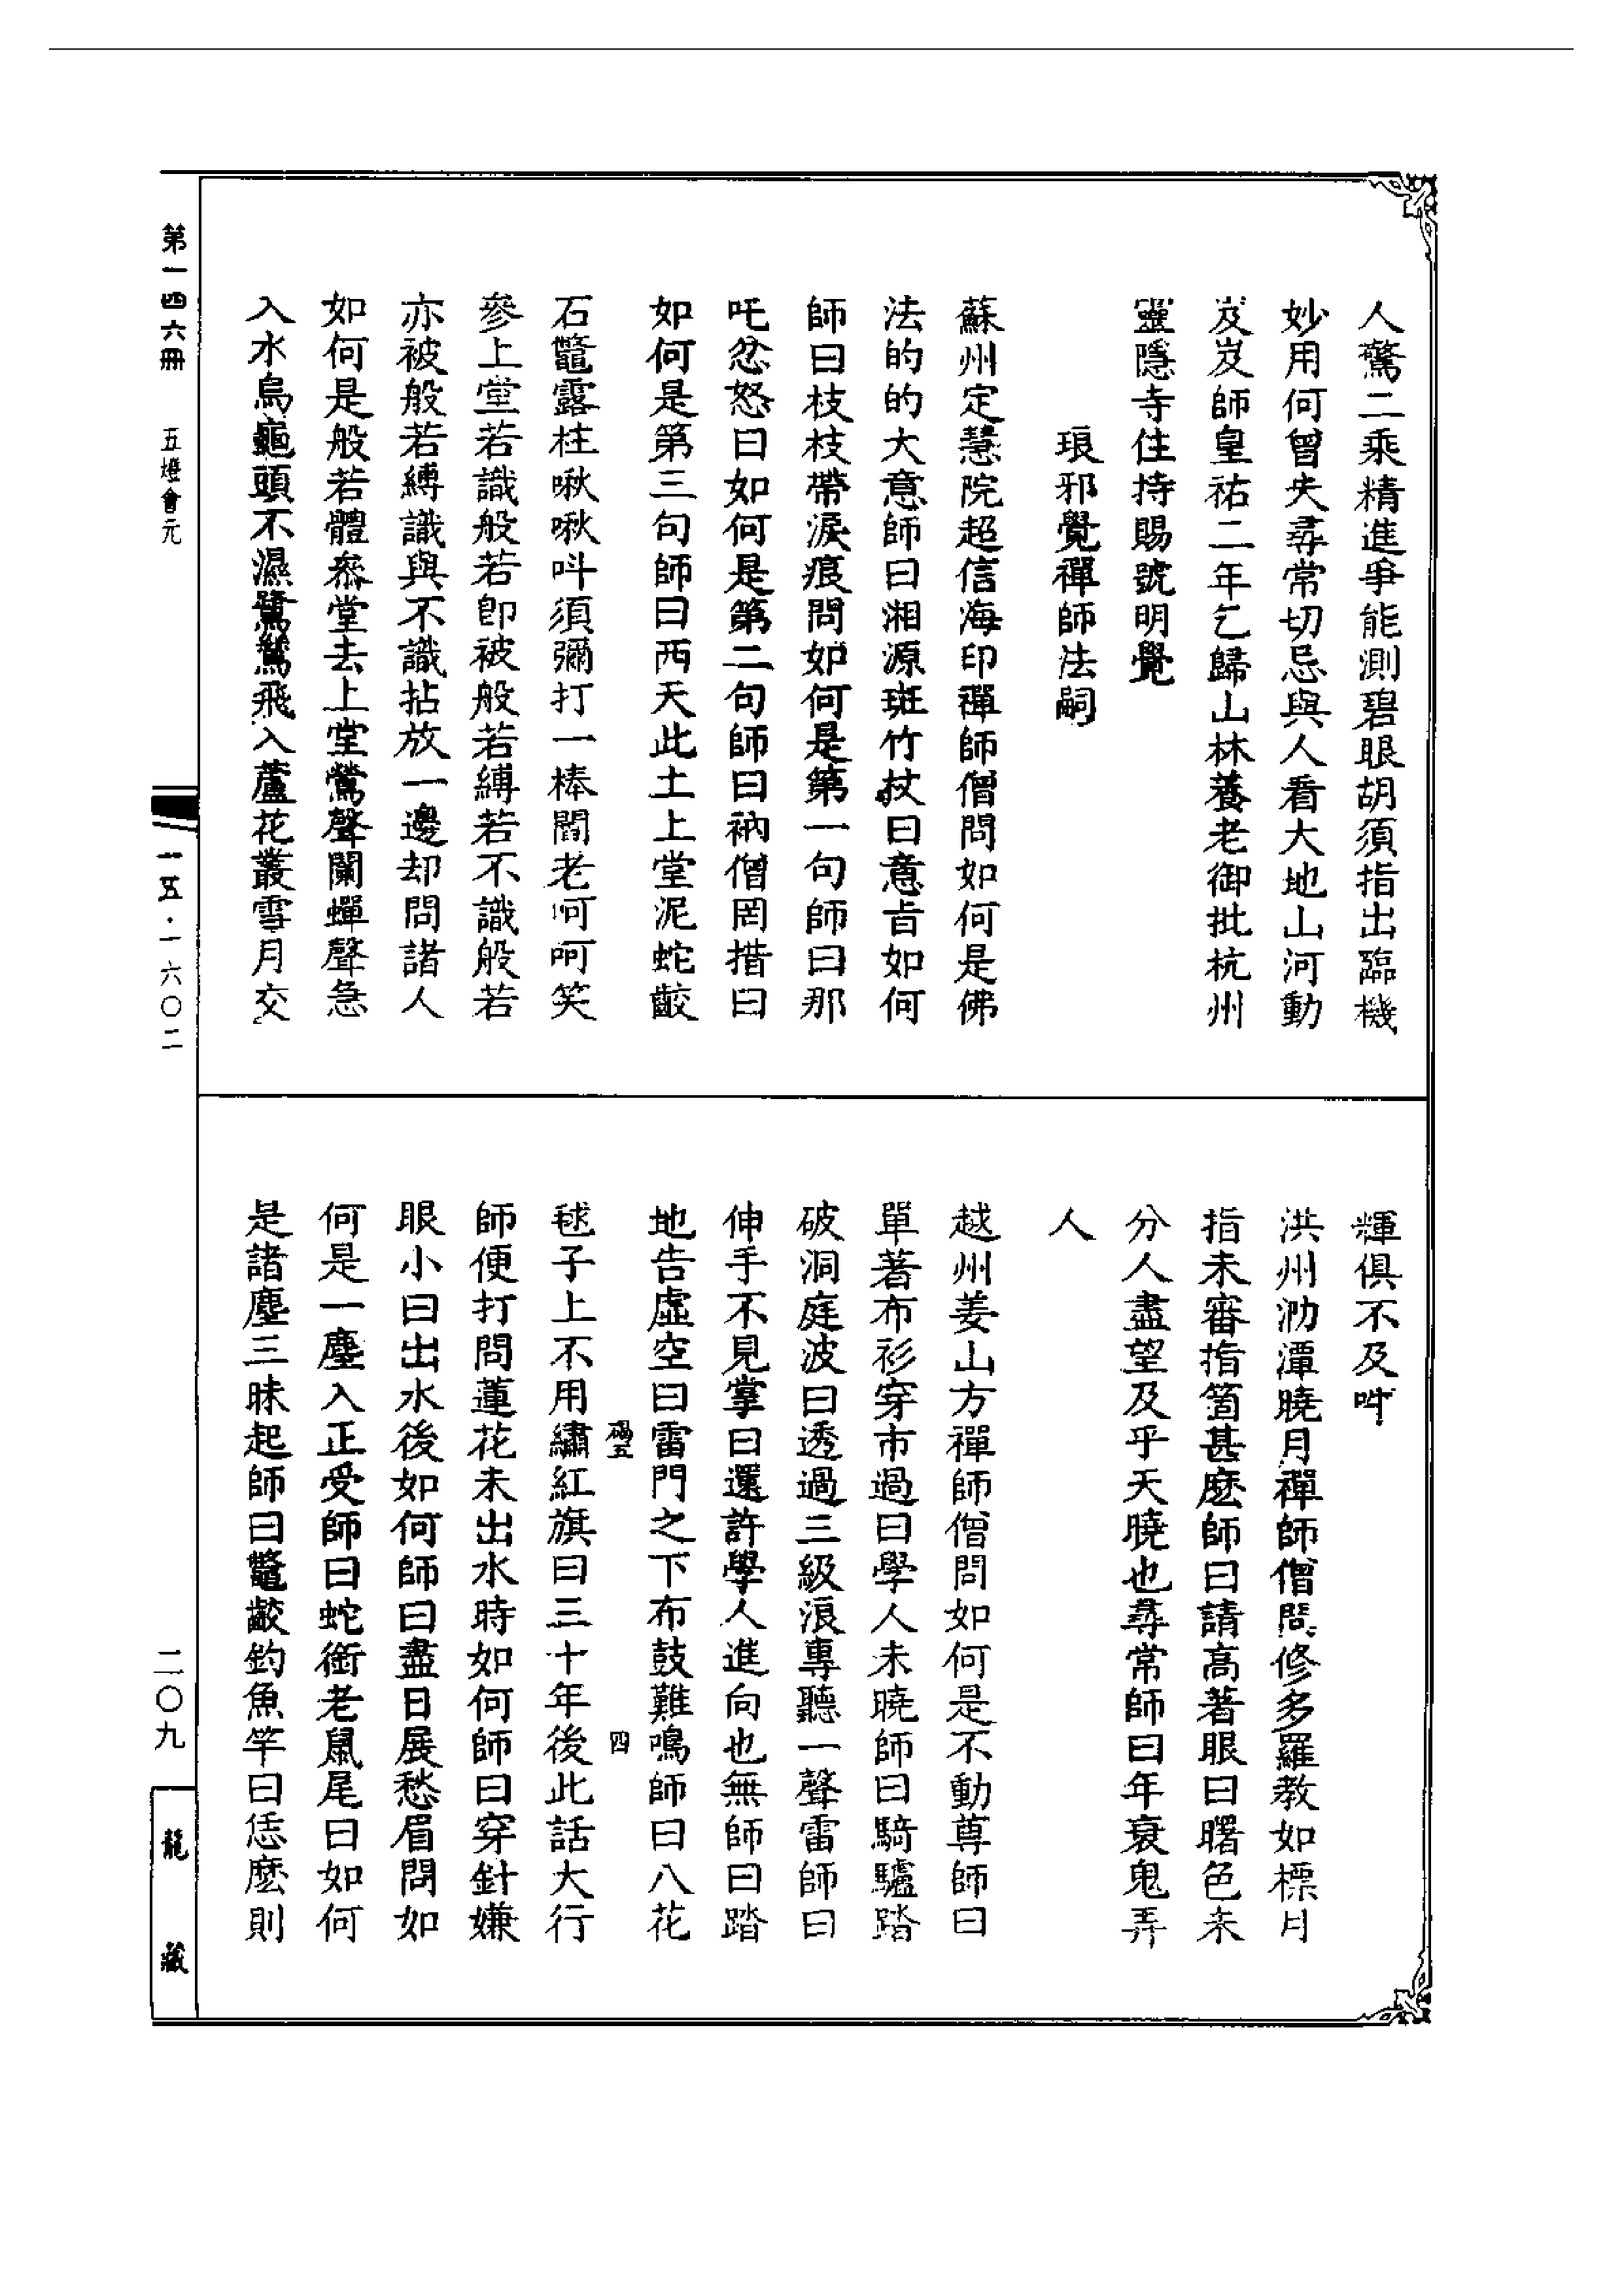 人驚二乘精進爭能測碧眼胡須指出臨機
妙用何曾失尋常切忌與人看大地山河動
岌岌師皇祐二年乞歸山林養老御批杭州
靈隱寺住持賜號明覺
琅邪覺禪師法嗣
蘇州定慧院超信海印禪師僧問如何是佛
法的的大意師曰湘源斑竹杖曰意旨如何
師曰枝枝帶淚痕問如何是第一句師曰那
吒忿怒曰如何是第二句師曰衲僧罔措曰
如何是第三句師曰西天此土上堂泥蛇齩
石鼈露柱啾啾呌須彌打一棒閻老呵呵笑
參上堂若識般若即被般若縛若不識般若
亦被般若縛識與不識拈放一邊却問諸人
如何是般若體叅堂去上堂鶯聲闌蟬聲急
入水烏龜頭不濕鷺鷥飛入蘆花叢雪月交
輝俱不及吽
洪州泐潭曉月禪師僧問修多羅教如標月
指未審指箇甚麽師曰請高著眼曰曙色未
分人盡望及乎天曉也尋常師曰年衰鬼弄
人
越州姜山方禪師僧問如何是不動尊師曰
單著布衫穿市過曰學人未曉師曰騎驢踏
破洞庭波曰透過三級浪專聽一聲雷師曰
伸手不見掌曰還許學人進向也無師曰踏
地告虛空曰雷門之下布鼓難鳴師曰八花
碣五 四
毬子上不用繡紅旗曰三十年後此話大行
師便打問蓮花未出水時如何師曰穿針嫌
眼小曰出水後如何師曰盡日展愁眉問如
何是一塵入正受師曰蛇銜老鼠尾曰如何
是諸塵三昧起師曰鼈齩釣魚竿曰恁麽則
第一四六冊 五燈會元 一五·一六〇二 二〇九 龍藏